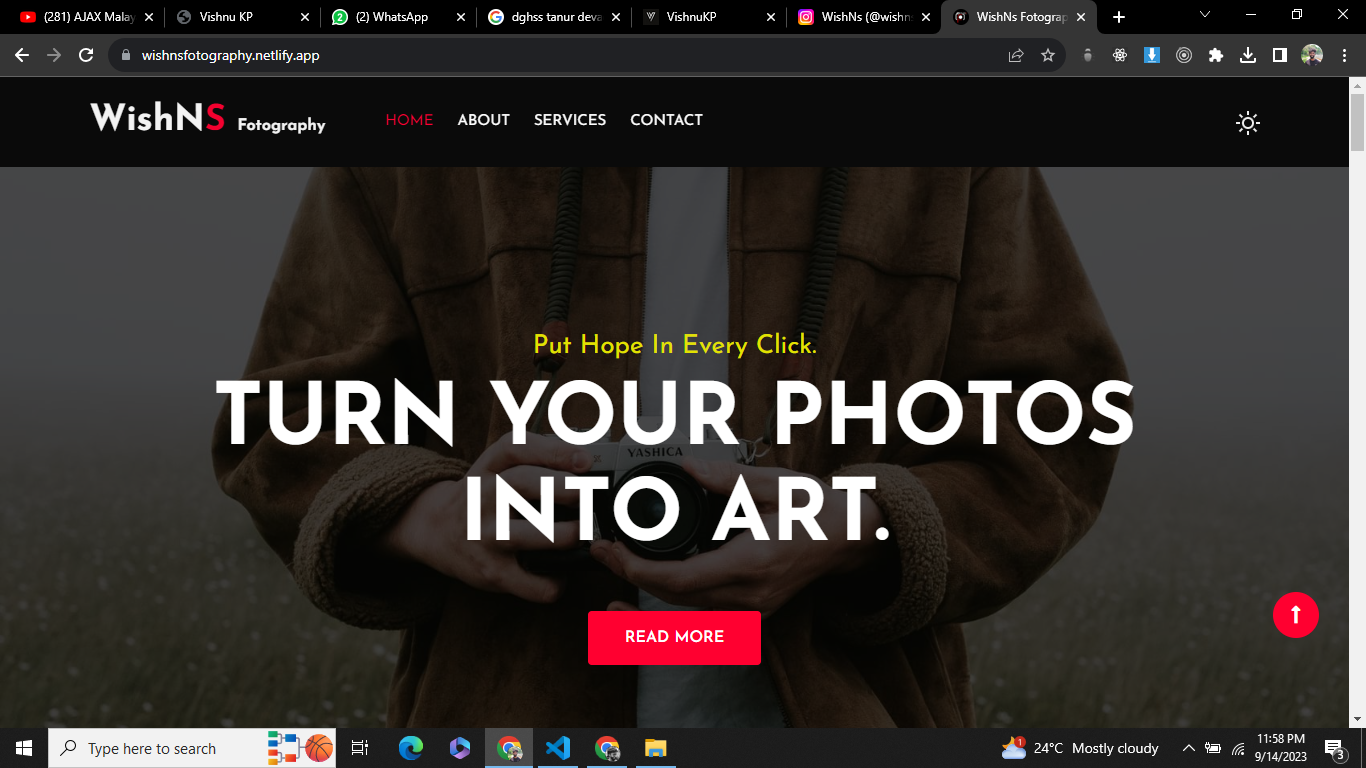 (281) AJAX Malay
Vishnu KP
(2) WhatsApp
dghss tanur deva
VishnuKP
WishNs (@wishn
WishNs Fotograp
wishnsfotography.netlify.app
WishNS Fotography
HOME
ABOUT
SERVICES
CONTACT
Put Hope In Every Click.
TURN YOUR PHOTOS
INTO ART.
YASHICA
READ MORE
Type here to search
1
24°C Mostly cloudy
11:58 PM
9/14/2023
3